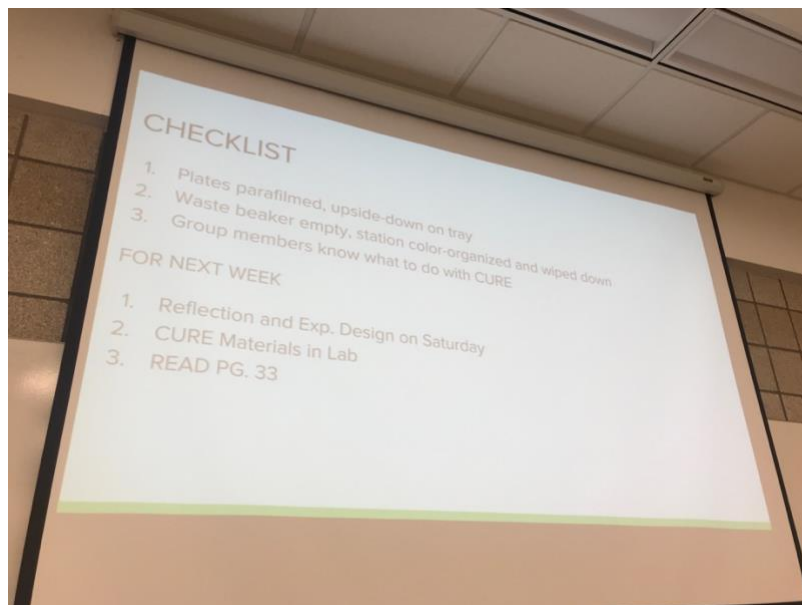 CHECKLIST
1. Plates parafilmed, upside-down on tray
2. Waste beaker empty, station color-organized and wiped down
3. Group members know what to do with CURE
FOR NEXT WEEK
1. Reflection and Exp. Design on Saturday
2. CURE Materials in Lab
3. READ PG. 33